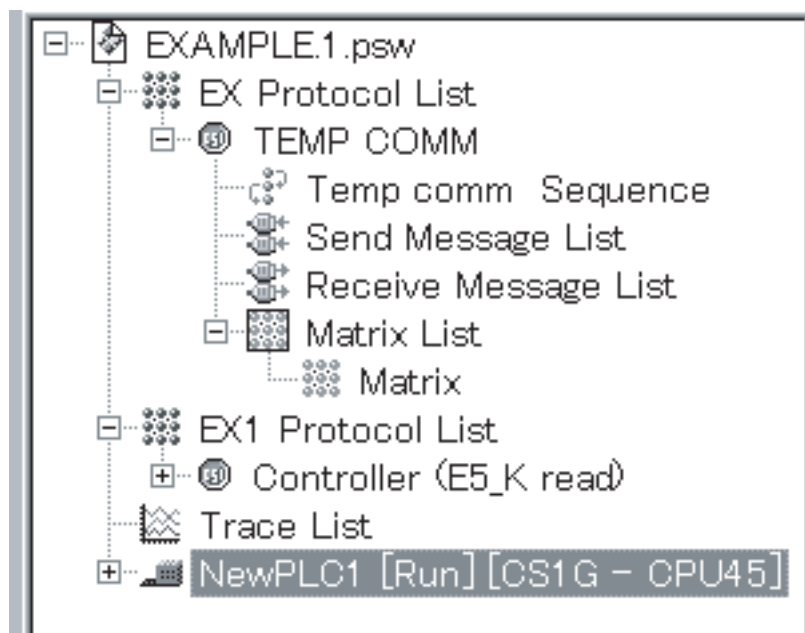 EXAMPLE.1.psw
EX Protocol List
TEMP COMM
Temp comm Sequence
Send Message List
Receive Message List
Matrix List
Matrix
EX1 Protocol List
Controller (E5_K read)
Trace List
NewPLC1 [Run] [CS1G - CPU45]